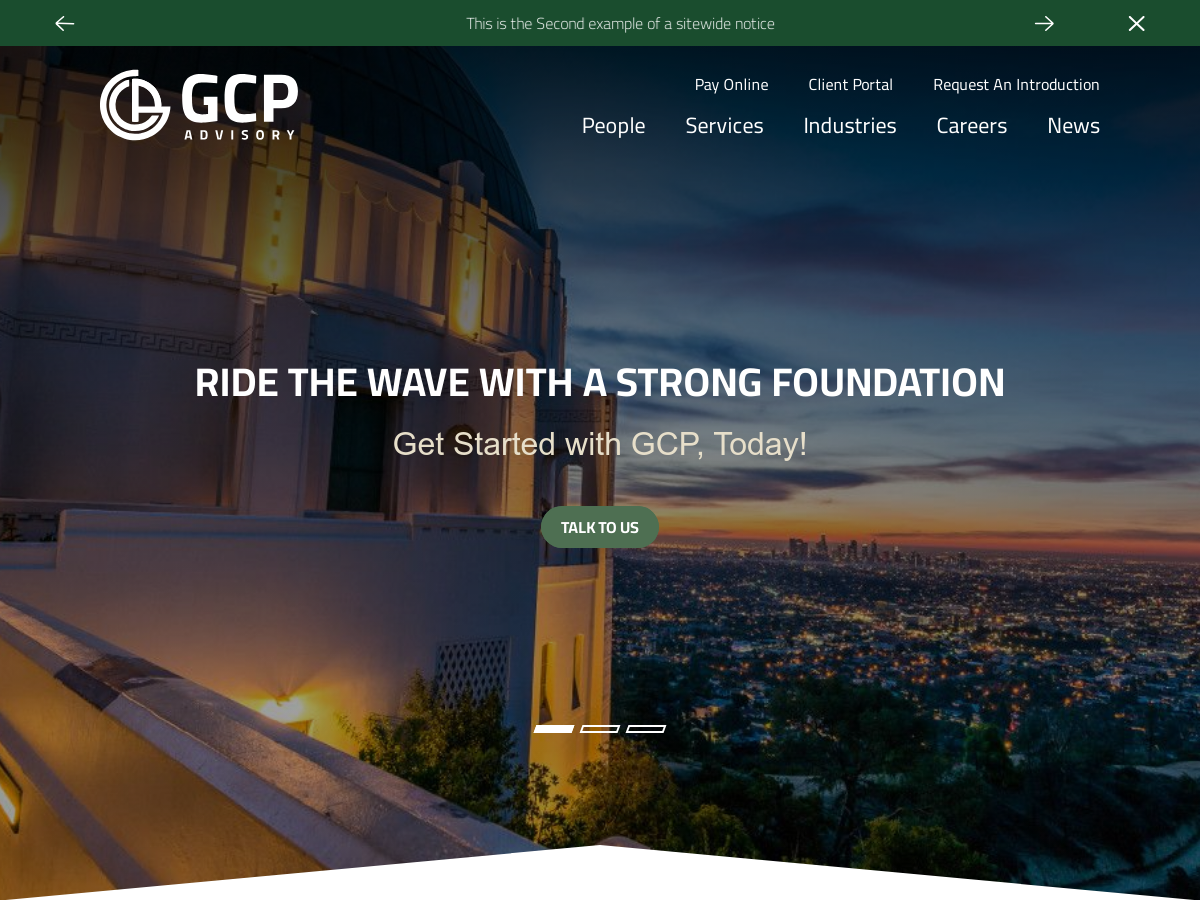 This is the Second example of a sitewide notice
GCP
ADVISORY
Pay Online Client Portal Request An Introduction
People Services Industries Careers News
RIDE THE WAVE WITH A STRONG FOUNDATION
Get Started with GCP, Today!
TALK TO US